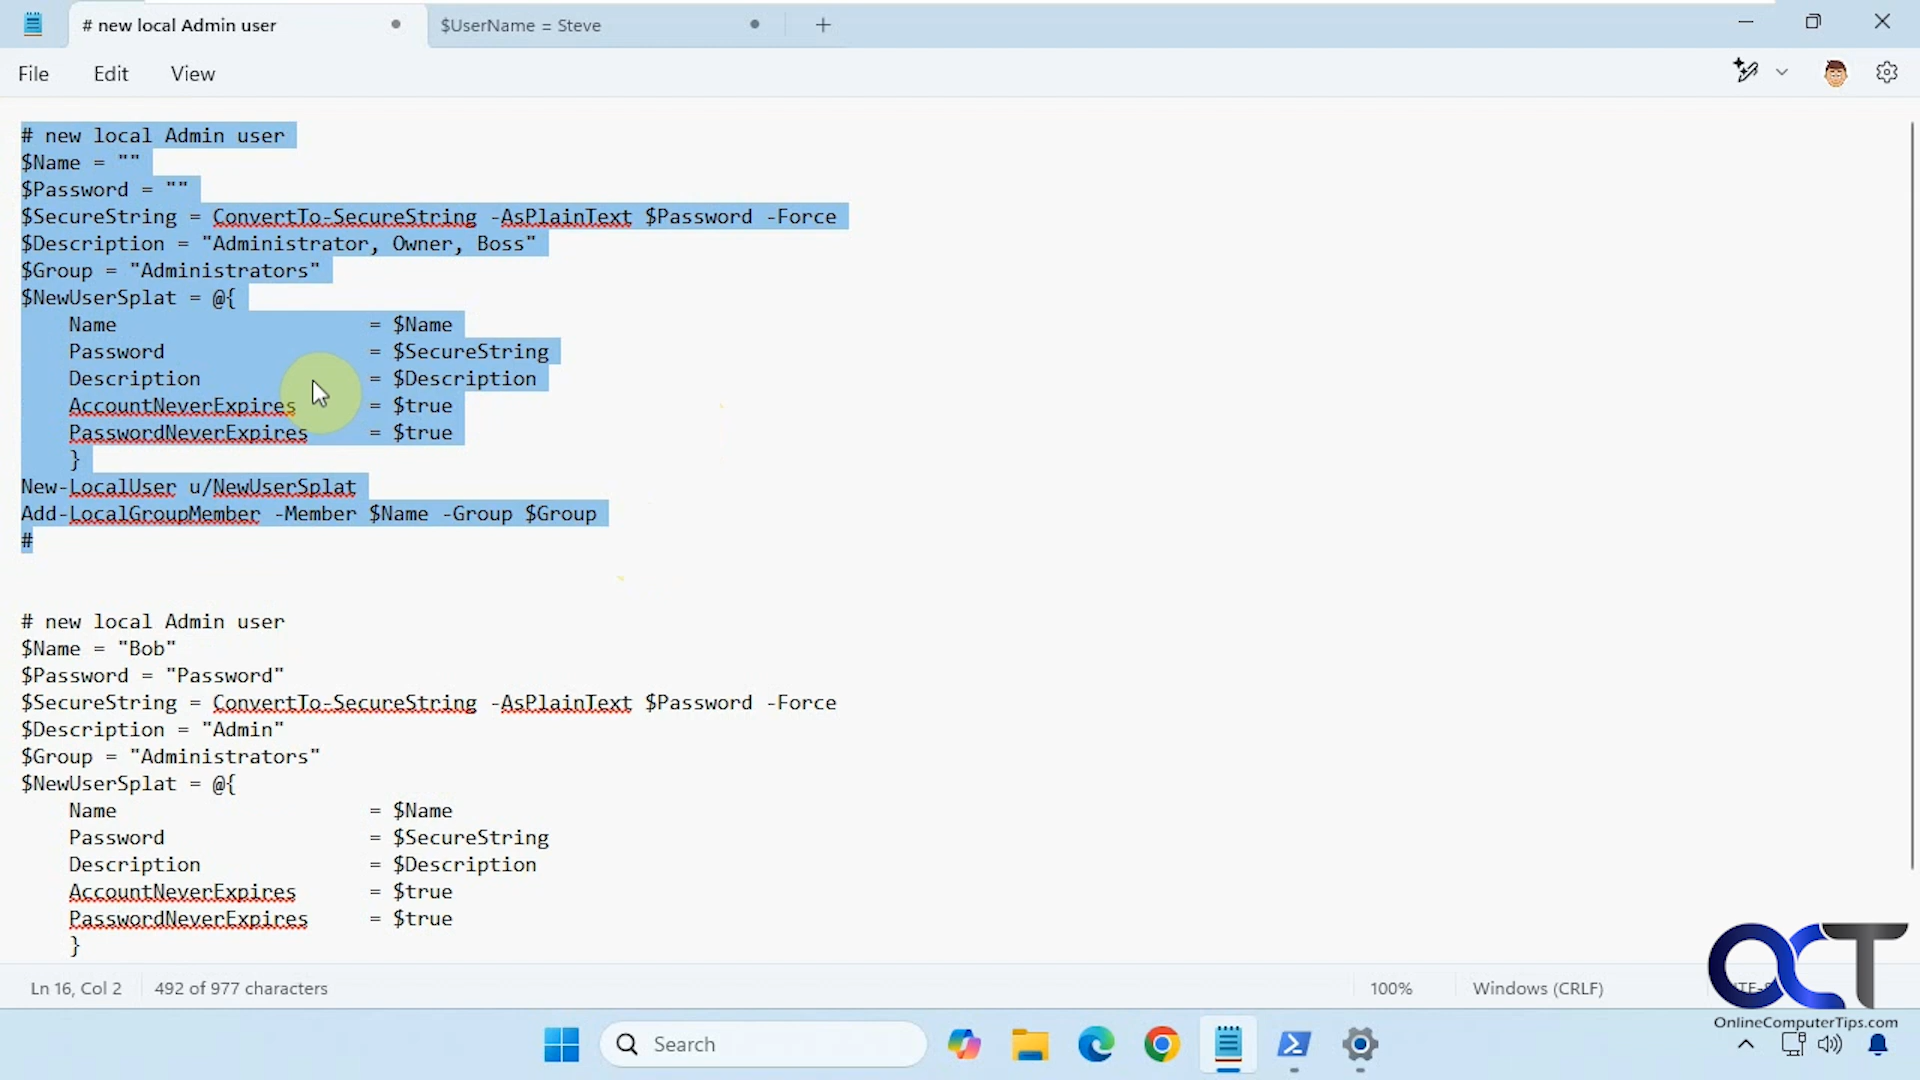 # new local Admin user
$UserName = Steve
File Edit View
# new local Admin user
$Name = ""
$Password = ""
$SecureString = ConvertTo-SecureString -AsPlainText $Password -Force
$Description = "Administrator, Owner, Boss"
$Group = "Administrators"
$NewUserSplat = @{
Name = $Name
Password = $SecureString
Description = $Description
AccountNeverExpires = $true
PasswordNeverExpires = $true
}
New-LocalUser u/NewUserSplat
Add-LocalGroupMember -Member $Name -Group $Group
#
# new local Admin user
$Name = "Bob"
$Password = "Password"
$SecureString = ConvertTo-SecureString -AsPlainText $Password -Force
$Description = "Admin"
$Group = "Administrators"
$NewUserSplat = @{
Name = $Name
Password = $SecureString
Description = $Description
AccountNeverExpires = $true
PasswordNeverExpires = $true
}
Ln 16, Col 2 492 of 977 characters 100% Windows (CRLF)
OCT
OnlineComputerTips.com
Search